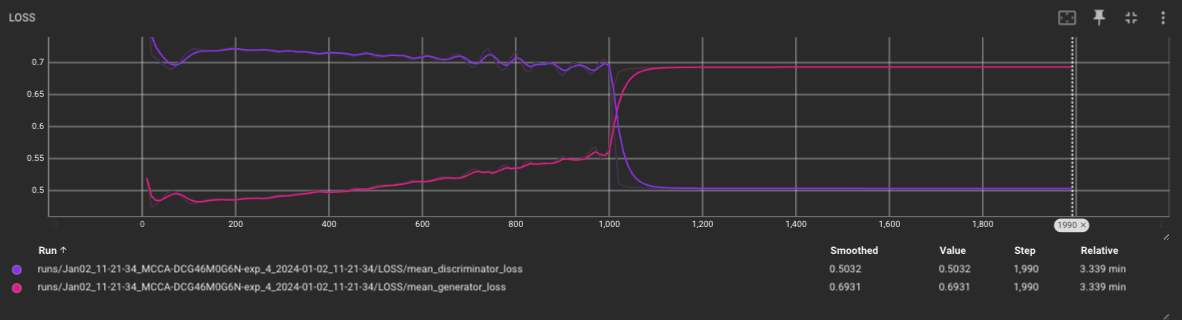 LOSS
0.7
0.65
0.6
0.55
0.5
0 200 400 600 800 1,000 1,200 1,400 1,600 1,800 1990 ×
Run ↑ Smoothed Value Step Relative
runs/Jan02_11-21-34_MCCA-DCG46M0G6N-exp_4_2024-01-02_11-21-34/LOSS/mean_discriminator_loss 0.5032 0.5032 1,990 3.339 min
runs/Jan02_11-21-34_MCCA-DCG46M0G6N-exp_4_2024-01-02_11-21-34/LOSS/mean_generator_loss 0.6931 0.6931 1,990 3.339 min